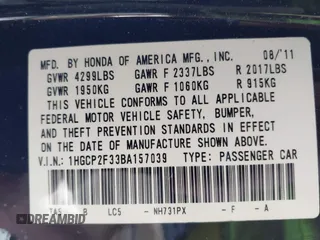 MFD. BY HONDA OF AMERICA MFG., INC. 08/'11
GVWR 4299LBS GAWR F 2337LBS R 2017LBS
GVWR 1950KG GAWR F 1060KG R 915KG
THIS VEHICLE CONFORMS TO ALL APPLICABLE
FEDERAL MOTOR VEHICLE SAFETY, BUMPER,
AND THEFT PREVENTION STANDARDS IN EFFECT
ON THE DATE OF MANUFACTURE SHOWN ABOVE.
V.I.N.: 1HGCP2F33BA157039 TYPE: PASSENGER CAR
TA5 B LC5 - NH731PX - F - A
DREAMBID